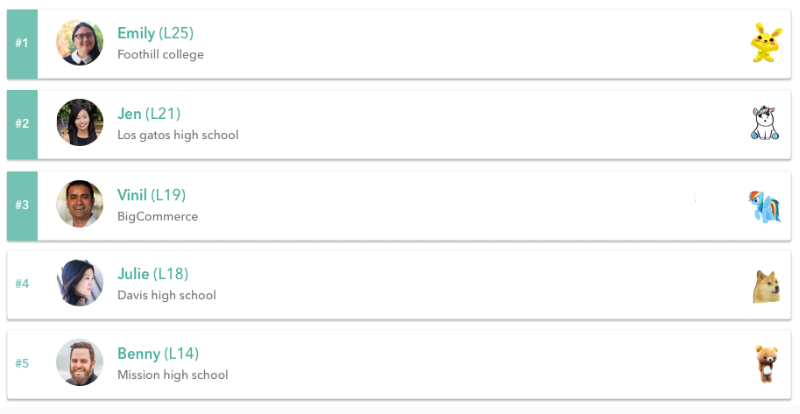 #1
Emily (L25)
Foothill college
#2
Jen (L21)
Los gatos high school
#3
Vinil (L19)
BigCommerce
#4
Julie (L18)
Davis high school
#5
Benny (L14)
Mission high school